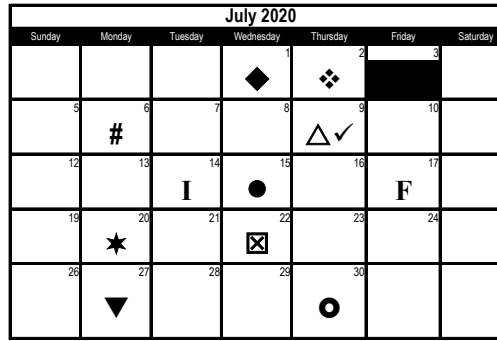 July 2020
Sunday Monday Tuesday Wednesday Thursday Friday Saturday
1 2 3
◆ ❖
5 6 7 8 9 10
# △ ✓
12 13 14 15 16 17
I ● F
19 20 21 22 23 24
✶ ☒
26 27 28 29 30
▼ ⭘